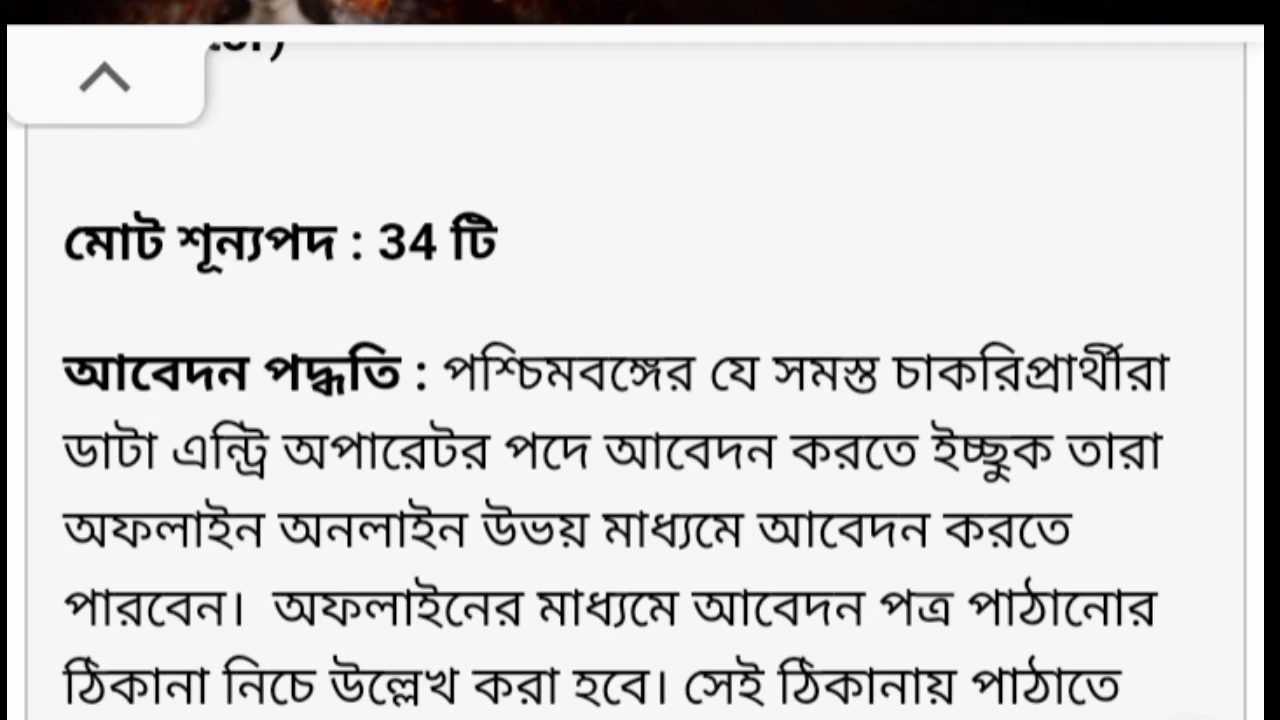 মোট শূন্যপদ : 34 টি
আবেদন পদ্ধতি : পশ্চিমবঙ্গের যে সমস্ত চাকরিপ্রার্থীরা
ডাটা এন্ট্রি অপারেটর পদে আবেদন করতে ইচ্ছুক তারা
অফলাইন অনলাইন উভয় মাধ্যমে আবেদন করতে
পারবেন। অফলাইনের মাধ্যমে আবেদন পত্র পাঠানোর
ঠিকানা নিচে উল্লেখ করা হবে। সেই ঠিকানায় পাঠাতে